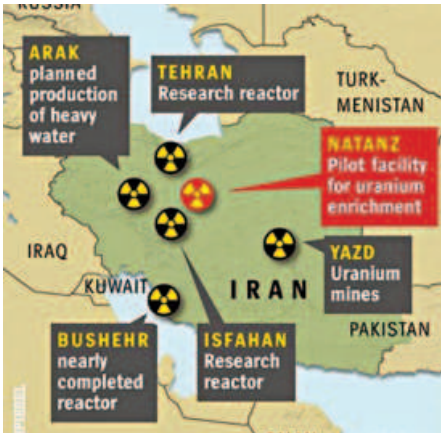 RUSSIA
ARAK
planned
production
of heavy
water
TEHRAN
Research reactor
TURK-
MENISTAN
NATANZ
Pilot facility
for uranium
enrichment
IRAQ
KUWAIT
IRAN
YAZD
Uranium
mines
PAKISTAN
BUSHEHR
nearly
completed
reactor
ISFAHAN
Research
reactor
SPIEGEL